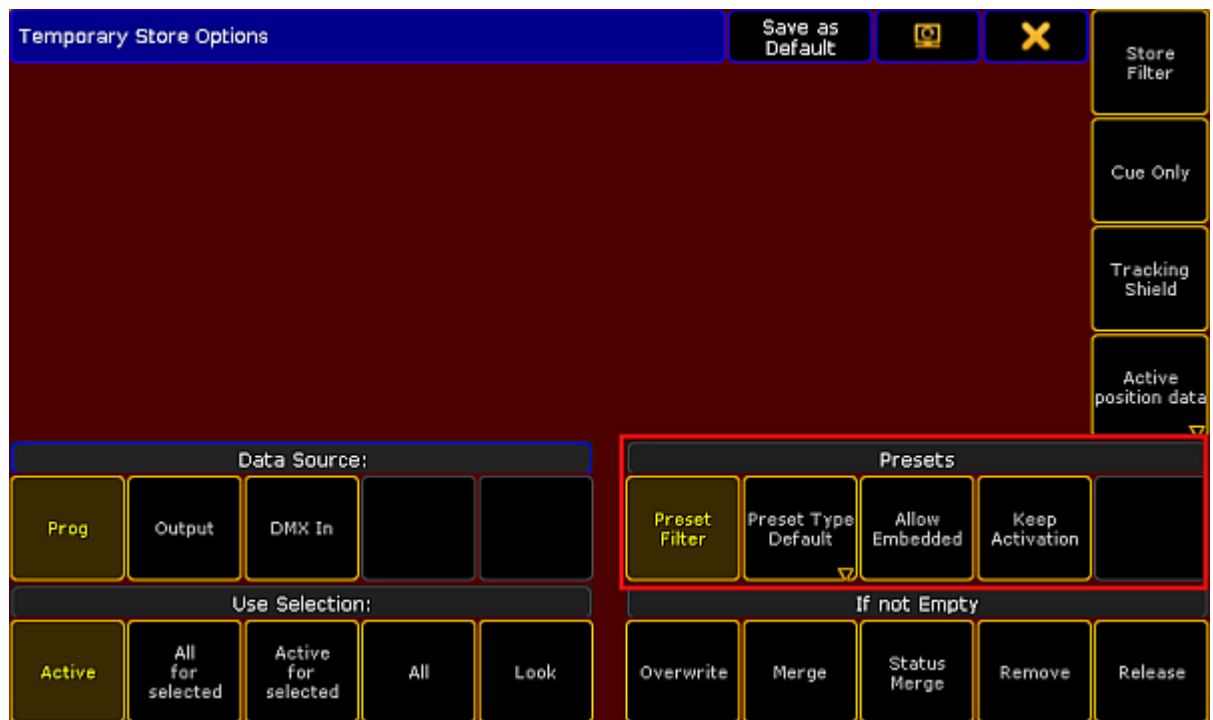 Temporary Store Options
Save as
Default
Store
Filter
Cue Only
Tracking
Shield
Active
position data
Data Source:
Presets
Prog
Output
DMX In
Preset
Filter
Preset Type
Default
Allow
Embedded
Keep
Activation
Use Selection:
If not Empty
Active
All
for
selected
Active
for
selected
All
Look
Overwrite
Merge
Status
Merge
Remove
Release